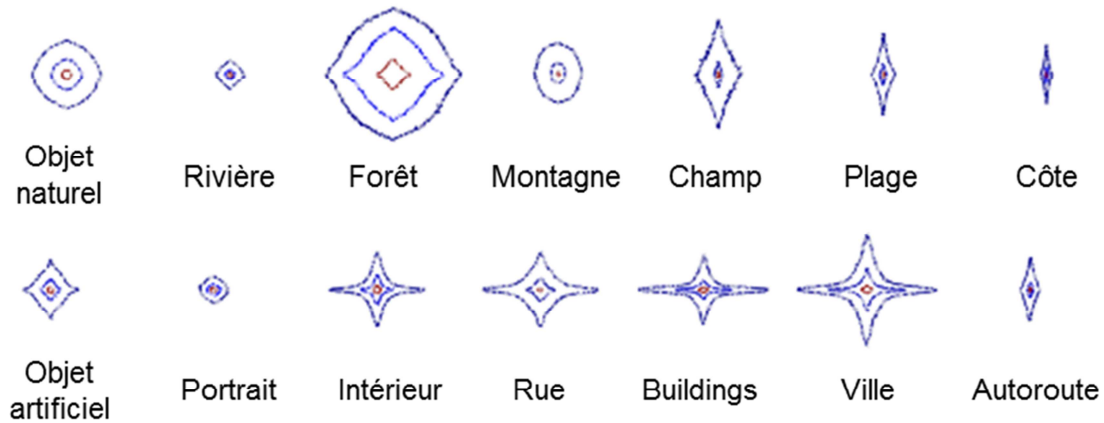 Objet
naturel
Rivière
Forêt
Montagne
Champ
Plage
Côte
Objet
artificiel
Portrait
Intérieur
Rue
Buildings
Ville
Autoroute